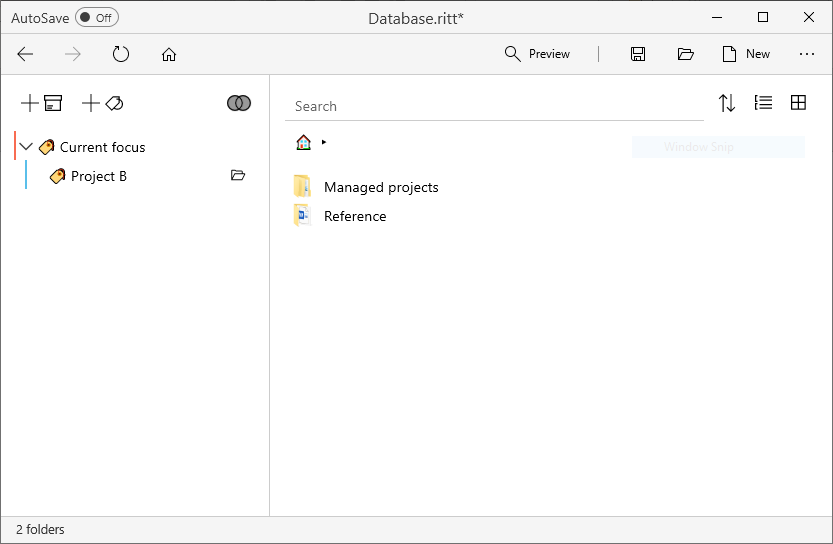 AutoSave Off Database.ritt*
Preview New
Search
Current focus
Window Snip
Project B
Managed projects
Reference
2 folders